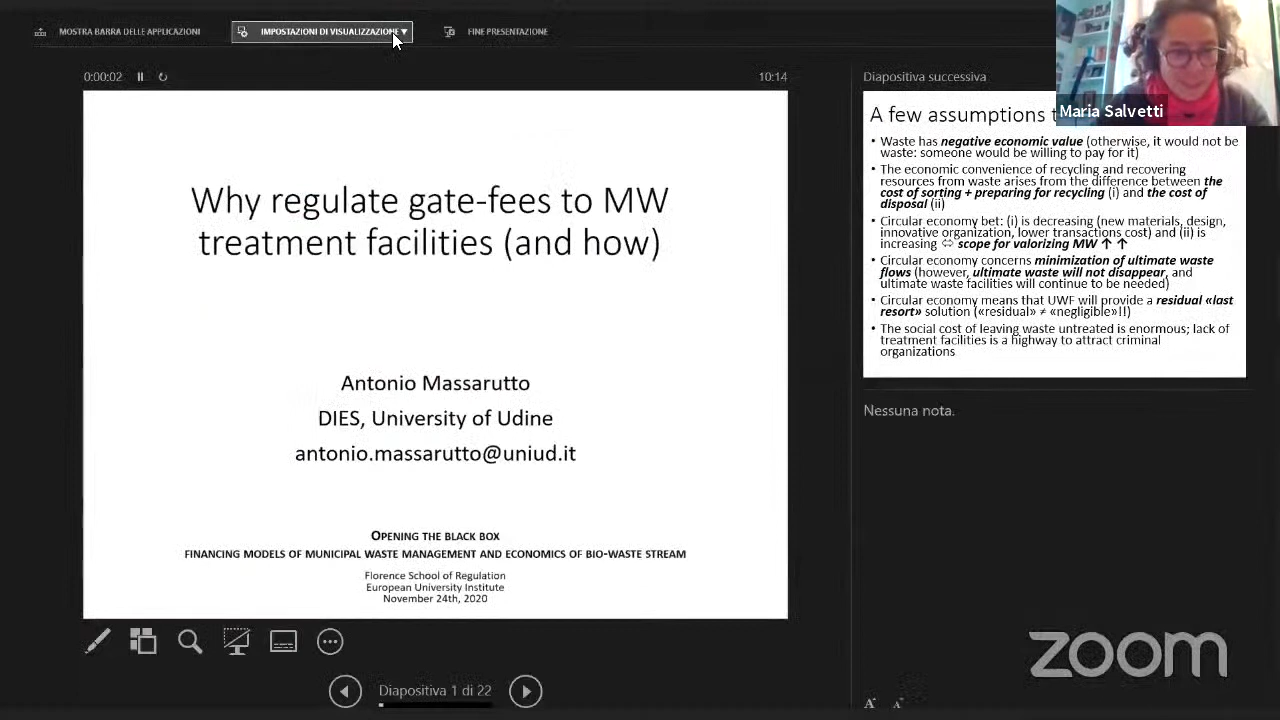 MOSTRA BARRA DELLE APPLICAZIONI
IMPOSTAZIONI DI VISUALIZZAZIONE
FINE PRESENTAZIONE
0:00:02
10:14
Why regulate gate-fees to MW
treatment facilities (and how)
Antonio Massarutto
DIES, University of Udine
antonio.massarutto@uniud.it
OPENING THE BLACK BOX
FINANCING MODELS OF MUNICIPAL WASTE MANAGEMENT AND ECONOMICS OF BIO-WASTE STREAM
Florence School of Regulation
European University Institute
November 24th, 2020
Diapositiva 1 di 22
Diapositiva successiva
Maria Salvetti
A few assumptions
• Waste has negative economic value (otherwise, it would not be
waste: someone would be willing to pay for it)
• The economic convenience of recycling and recovering
resources from waste arises from the difference between the
cost of sorting + preparing for recycling (i) and the cost of
disposal (ii)
• Circular economy bet: (i) is decreasing (new materials, design,
innovative organization, lower transactions cost) and (ii) is
increasing ⇔ scope for valorizing MW ↑ ↑
• Circular economy concerns minimization of ultimate waste
flows (however, ultimate waste will not disappear, and
ultimate waste facilities will continue to be needed)
• Circular economy means that UWF will provide a residual «last
resort» solution («residual» ≠ «negligible»!!)
• The social cost of leaving waste untreated is enormous; lack of
treatment facilities is a highway to attract criminal
organizations
Nessuna nota.
zoom
A A